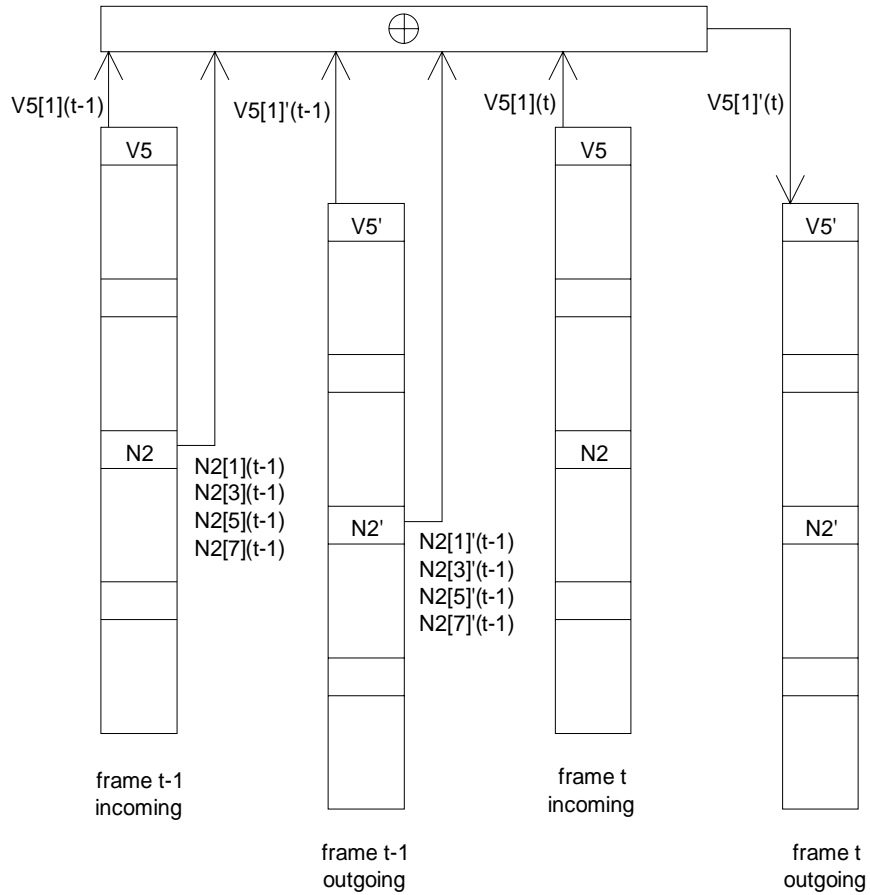 ⊕
V5[1](t-1)
V5[1]'(t-1)
V5[1](t)
V5[1]'(t)
V5
V5'
V5
V5'
N2
N2[1](t-1)
N2[3](t-1)
N2[5](t-1)
N2[7](t-1)
N2'
N2[1]'(t-1)
N2[3]'(t-1)
N2[5]'(t-1)
N2[7]'(t-1)
N2
N2'
frame t-1
incoming
frame t-1
outgoing
frame t
incoming
frame t
outgoing